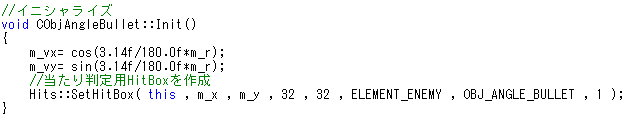 //イニシャライズ
void CObjAngleBullet::Init()
{
    m_vx= cos(3.14f/180.0f*m_r);
    m_vy= sin(3.14f/180.0f*m_r);
    //当たり判定用HitBoxを作成
    Hits::SetHitBox( this , m_x , m_y , 32 , 32 , ELEMENT_ENEMY , OBJ_ANGLE_BULLET , 1 );
}